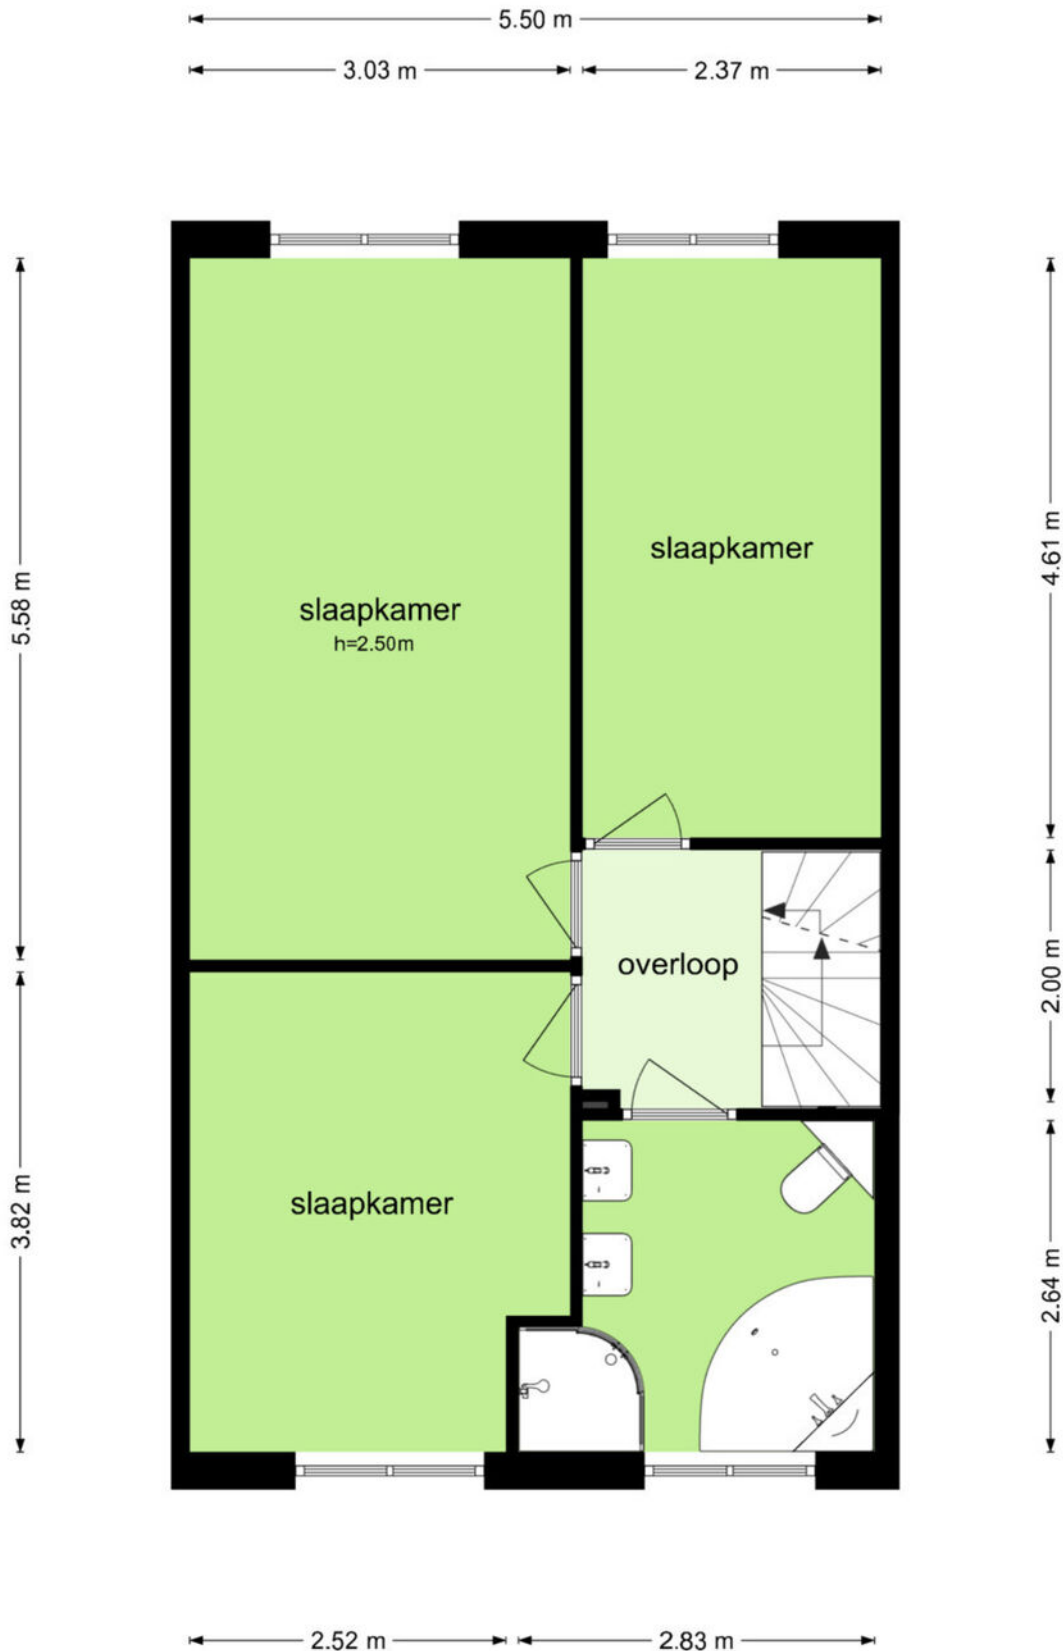 5.50 m
3.03 m
2.37 m
slaapkamer
4.61 m
5.58 m
slaapkamer
h=2.50m
overloop
2.00 m
slaapkamer
3.82 m
2.64 m
2.52 m
2.83 m